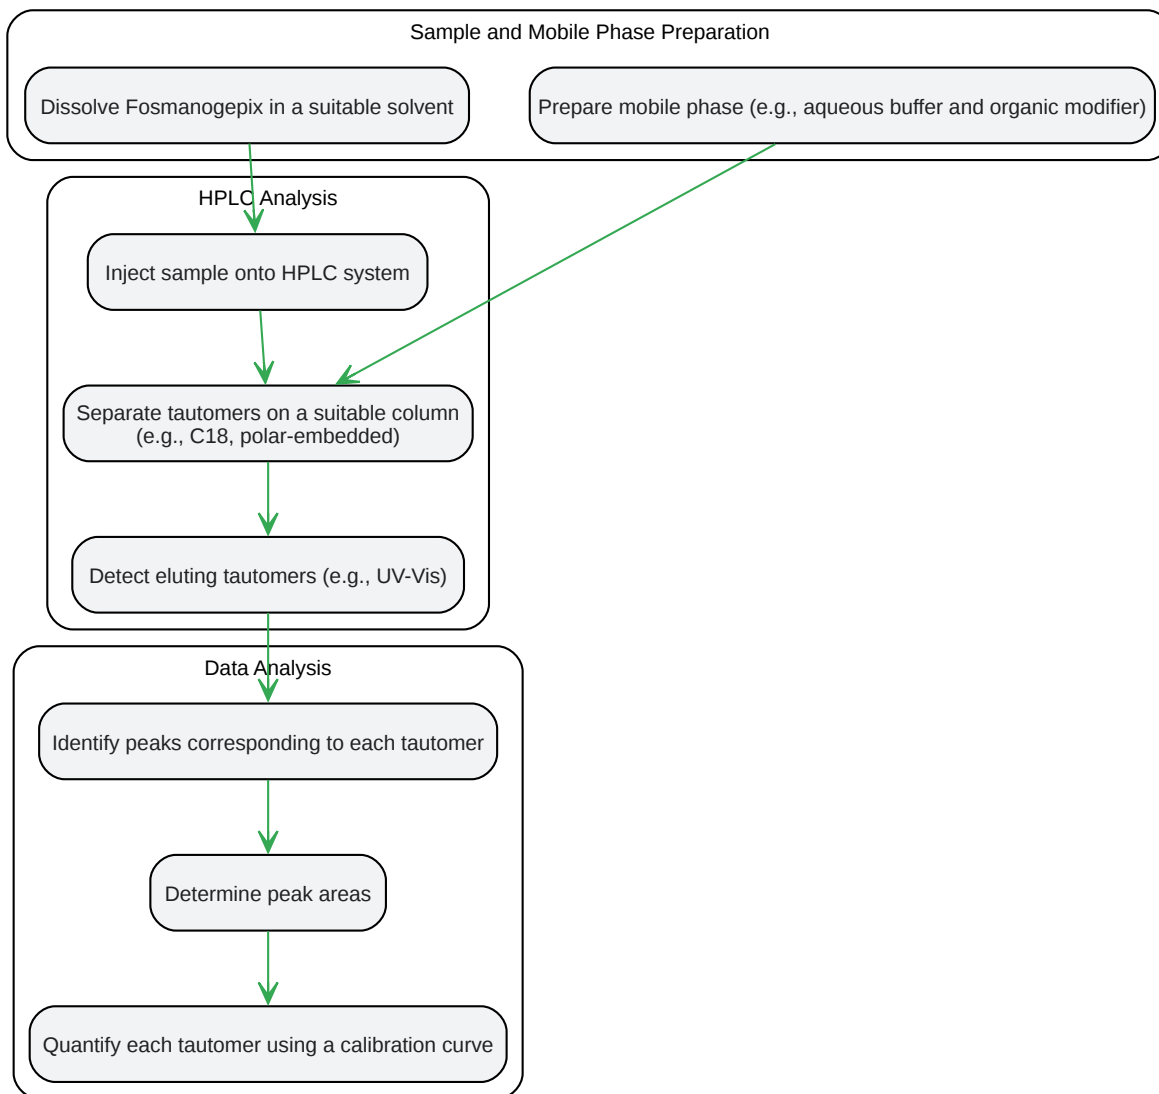 Sample and Mobile Phase Preparation
Dissolve Fosmanogepix in a suitable solvent
Prepare mobile phase (e.g., aqueous buffer and organic modifier)
HPLC Analysis
Inject sample onto HPLC system
Separate tautomers on a suitable column
(e.g., C18, polar-embedded)
Detect eluting tautomers (e.g., UV-Vis)
Data Analysis
Identify peaks corresponding to each tautomer
Determine peak areas
Quantify each tautomer using a calibration curve